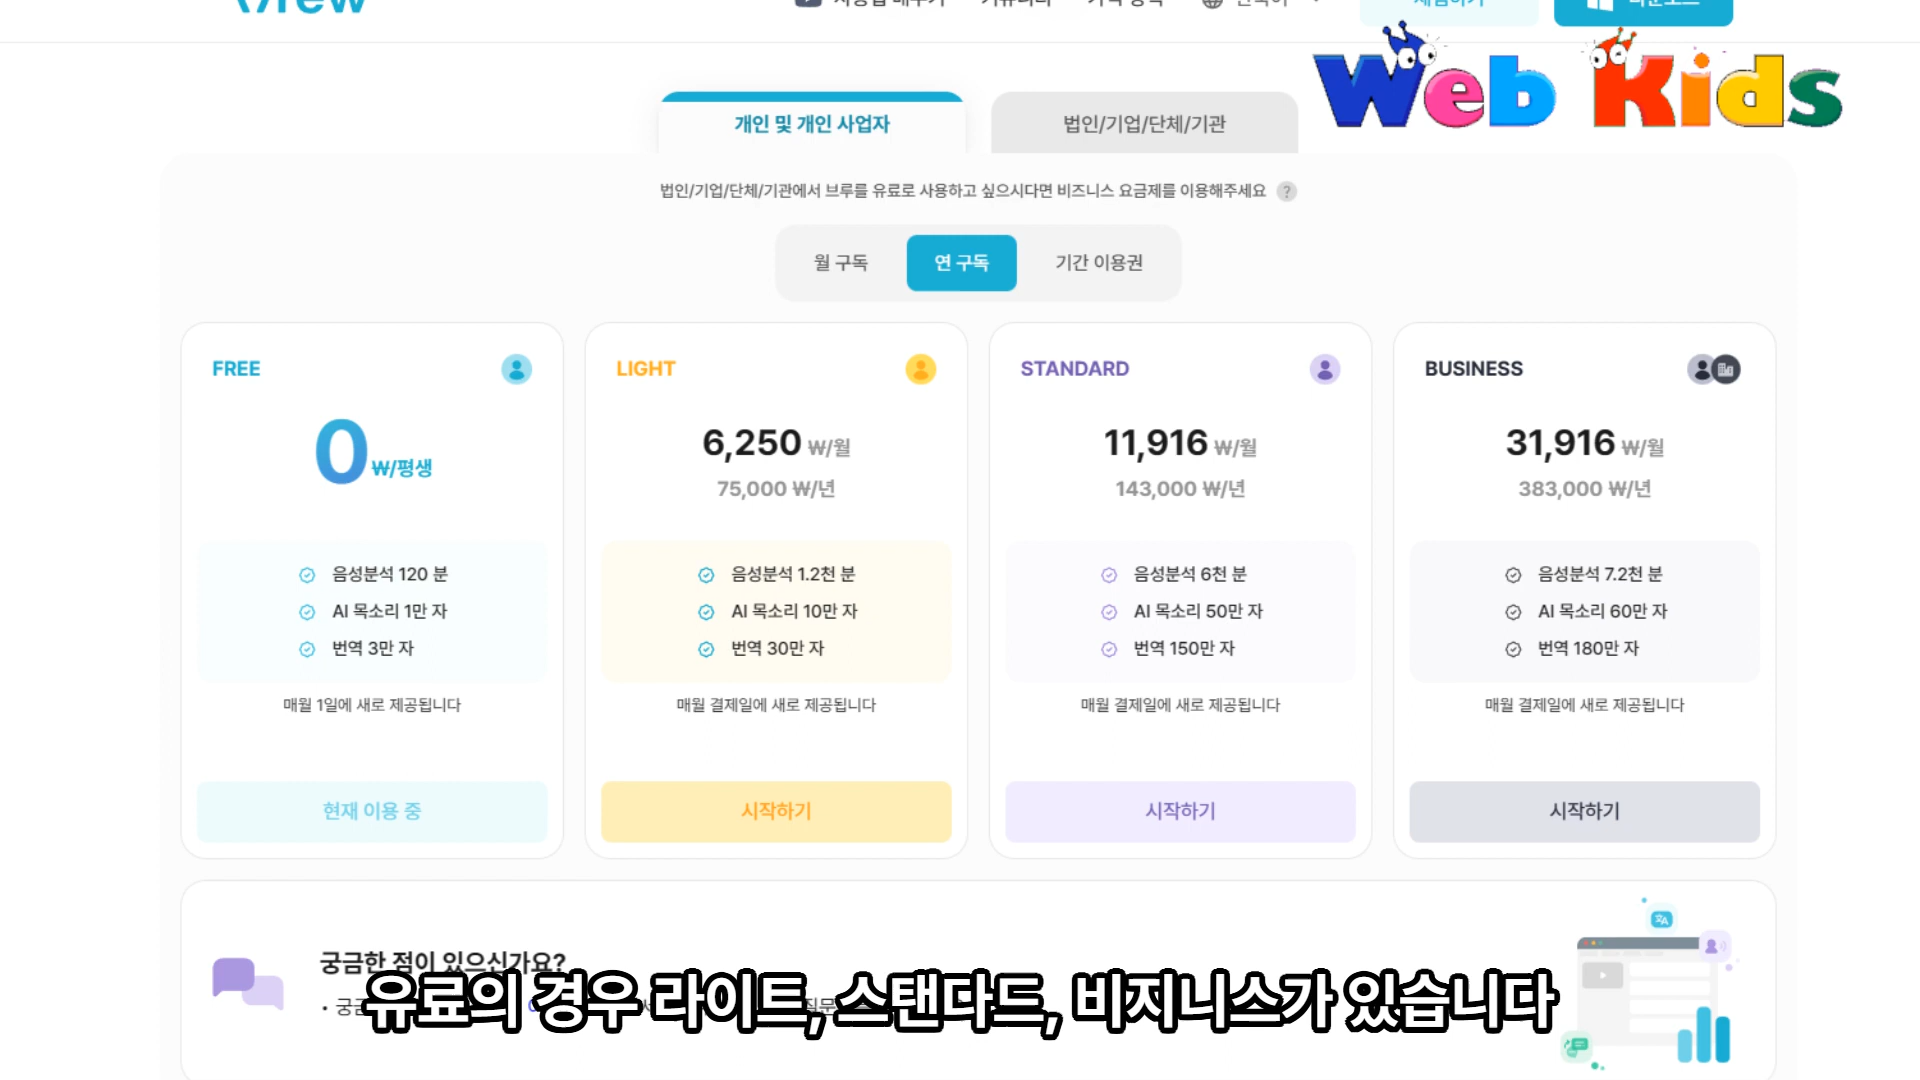 Web Kids
개인 및 개인 사업자
법인/기업/단체/기관
법인/기업/단체/기관에서 브루를 유료로 사용하고 싶으시다면 비즈니스 요금제를 이용해주세요 ?
월 구독
연 구독
기간 이용권
FREE
0 ₩/평생
음성분석 120 분
AI 목소리 1만 자
번역 3만 자
매월 1일에 새로 제공됩니다
현재 이용 중
LIGHT
6,250 ₩/월
75,000 ₩/년
음성분석 1.2천 분
AI 목소리 10만 자
번역 30만 자
매월 결제일에 새로 제공됩니다
시작하기
STANDARD
11,916 ₩/월
143,000 ₩/년
음성분석 6천 분
AI 목소리 50만 자
번역 150만 자
매월 결제일에 새로 제공됩니다
시작하기
BUSINESS
31,916 ₩/월
383,000 ₩/년
음성분석 7.2천 분
AI 목소리 60만 자
번역 180만 자
매월 결제일에 새로 제공됩니다
시작하기
궁금한 점이 있으신가요?
유료의 경우 라이트, 스탠다드, 비지니스가 있습니다